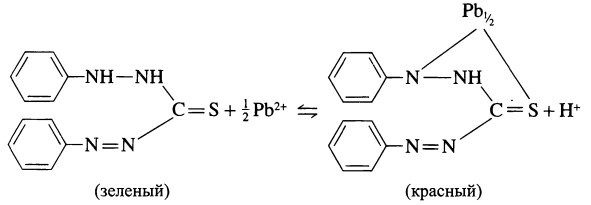 Pb½
NH—NH N—NH
C=S + ½Pb²⁺ ⇌ C=S + H⁺
N=N N=N
(зеленый) (красный)